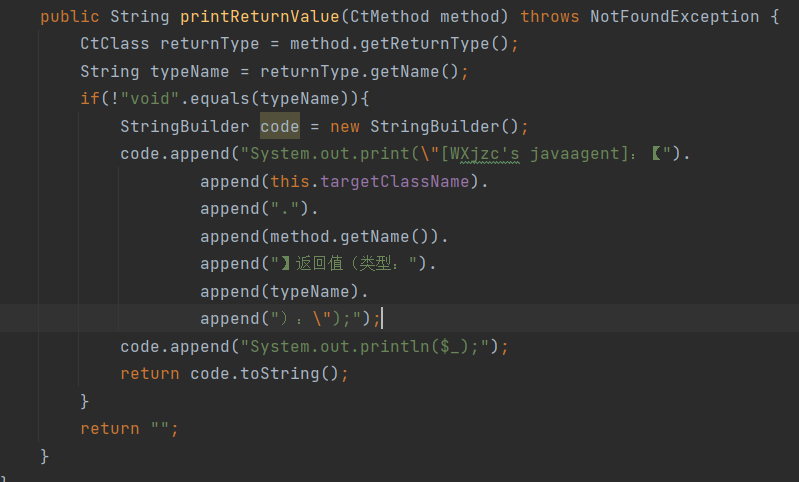 public String printReturnValue(CtMethod method) throws NotFoundException {
CtClass returnType = method.getReturnType();
String typeName = returnType.getName();
if(!"void".equals(typeName)){
StringBuilder code = new StringBuilder();
code.append("System.out.print(\"[WXjzc's javaagent]：【").
append(this.targetClassName).
append(".").
append(method.getName()).
append("】返回值（类型：").
append(typeName).
append("）：\");");
code.append("System.out.println($_);");
return code.toString();
}
return "";
}
}